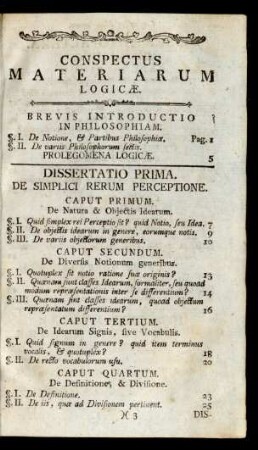 CONSPECTUS
MATERIARUM
LOGICÆ.
BREVIS INTRODUCTIO
IN PHILOSOPHIAM.
§. I. De Notione, & Partibus Philosophiæ. Pag. 1
§. II. De variis Philosophorum sectis.
PROLEGOMENA LOGICÆ. 5
DISSERTATIO PRIMA.
DE SIMPLICI RERUM PERCEPTIONE.
CAPUT PRIMUM.
De Natura & Objectis Idearum.
§. I. Quid simplex rei Perceptio sit? quid Notio, seu Idea. 7
§. II. De objectis idearum in genere, eorumque notis. 9
§. III. De variis objectorum generibus. 10
CAPUT SECUNDUM.
De Diversis Notionum generibus.
§. I. Quotuplex sit notio ratione suæ originis? 13
§. II. Quænam sint classes Idearum, formaliter, seu quoad
modum repræsentationis inter se differentium? 14
§. III. Quænam sint classes idearum, quoad objectum
repræsentatum differentium? 16
CAPUT TERTIUM.
De Idearum Signis, sive Vocabulis.
§. I. Quid signum in genere? quid item terminus
vocalis, & quotuplex? 18
§. II. De recto vocabulorum usu. 20
CAPUT QUARTUM.
De Definitione, & Divisione.
§. I. De Definitione. 23
§. II. De iis, quæ ad Divisionem pertinent. 25
)( 3 DIS-